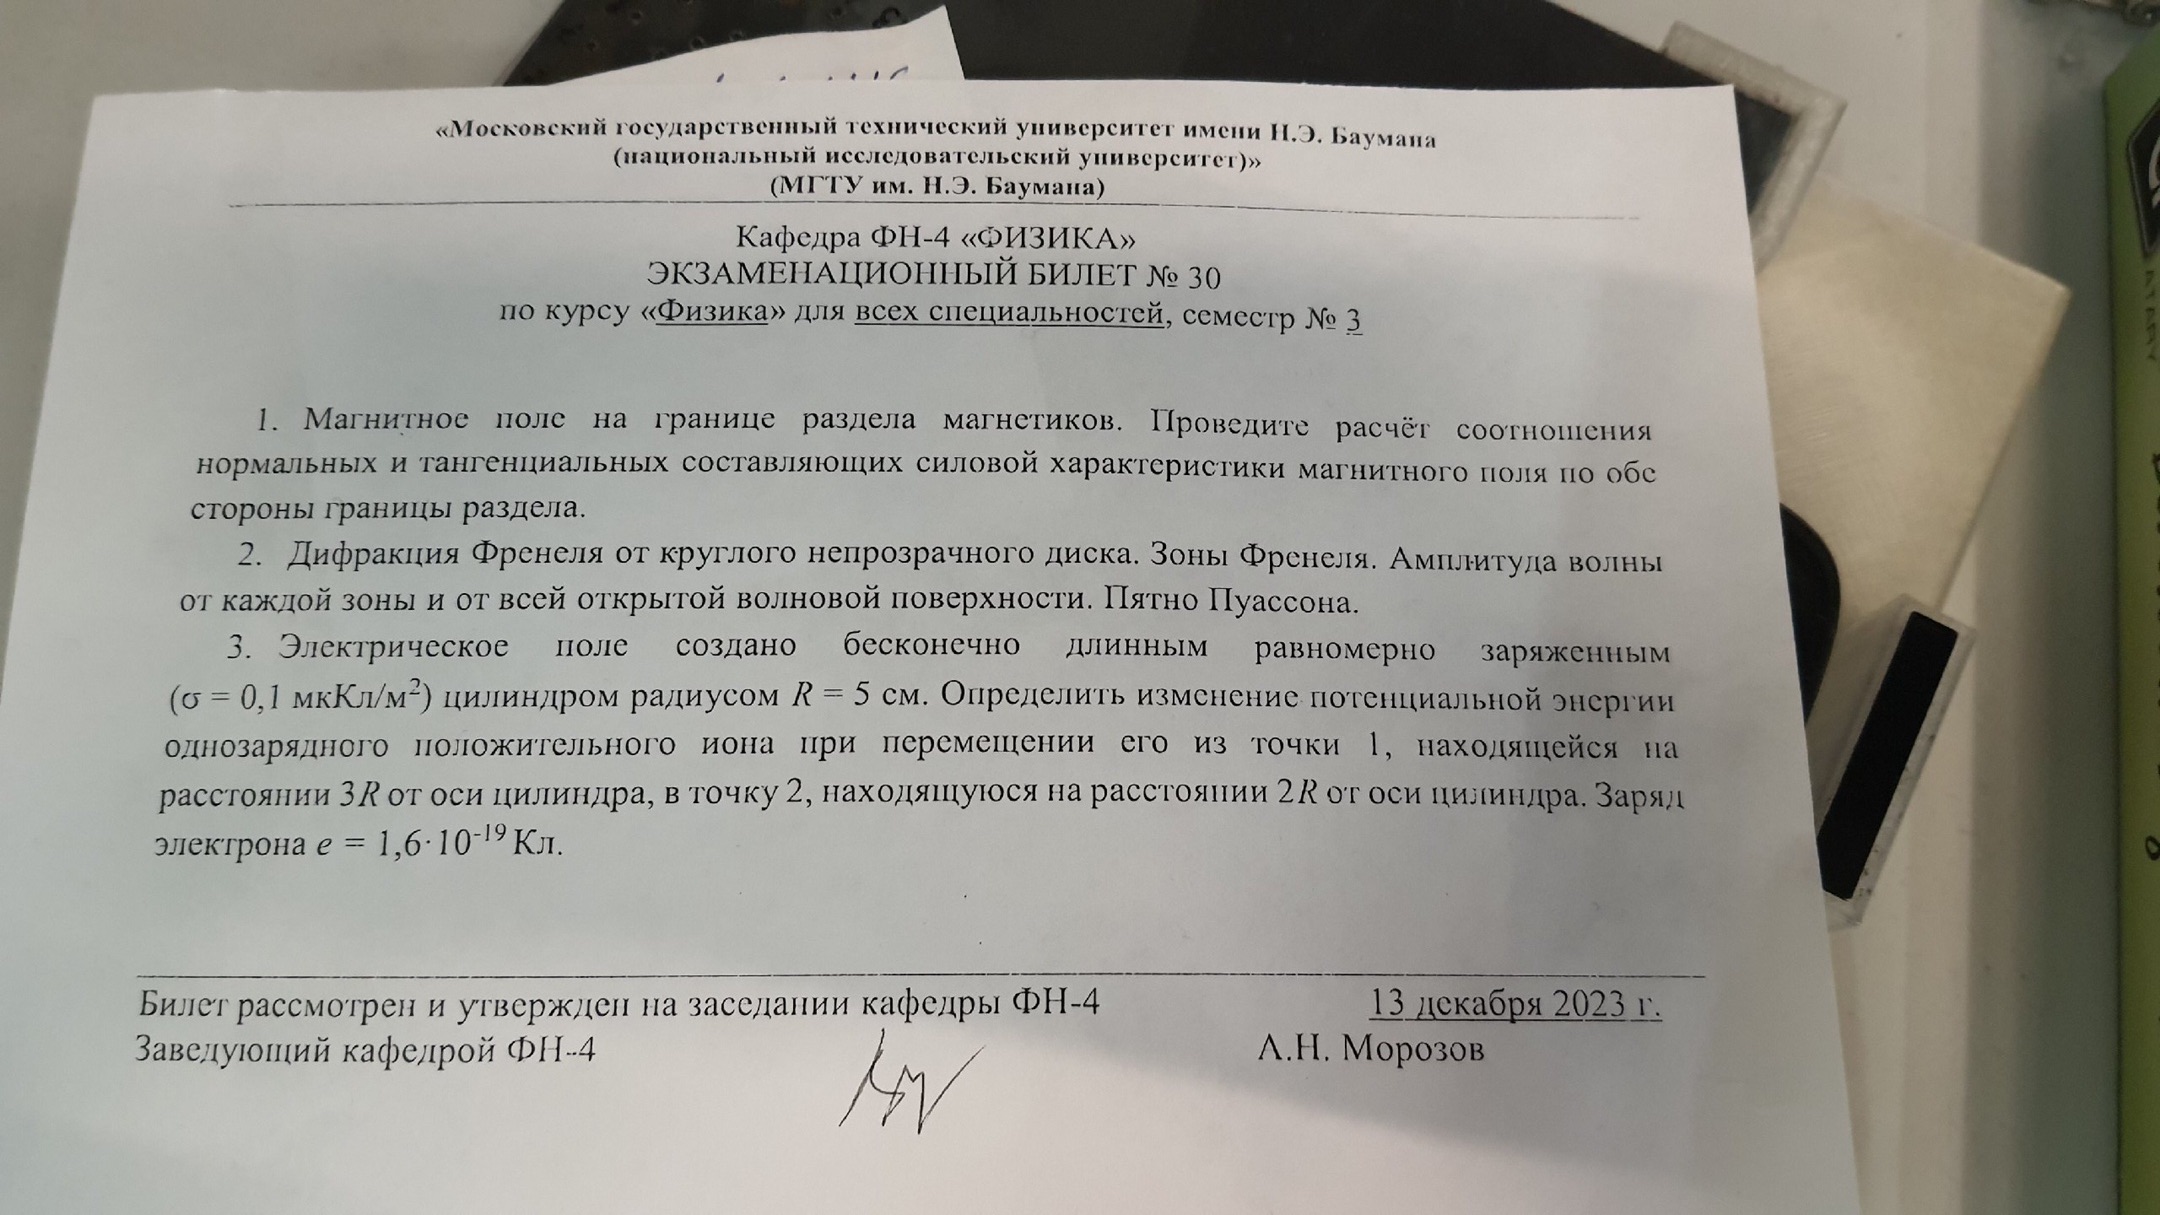 «Московский государственный технический университет имени Н.Э. Баумана
(национальный исследовательский университет)»
(МГТУ им. Н.Э. Баумана)
Кафедра ФН-4 «ФИЗИКА»
ЭКЗАМЕНАЦИОННЫЙ БИЛЕТ № 30
по курсу «Физика» для всех специальностей, семестр № 3
1. Магнитное поле на границе раздела магнетиков. Проведите расчёт соотношения
нормальных и тангенциальных составляющих силовой характеристики магнитного поля по обе
стороны границы раздела.
2. Дифракция Френеля от круглого непрозрачного диска. Зоны Френеля. Амплитуда волны
от каждой зоны и от всей открытой волновой поверхности. Пятно Пуассона.
3. Электрическое поле создано бесконечно длинным равномерно заряженным
(σ = 0,1 мкКл/м²) цилиндром радиусом R = 5 см. Определить изменение потенциальной энергии
однозарядного положительного иона при перемещении его из точки 1, находящейся на
расстоянии 3R от оси цилиндра, в точку 2, находящуюся на расстоянии 2R от оси цилиндра. Заряд
электрона e = 1,6·10⁻¹⁹ Кл.
Билет рассмотрен и утвержден на заседании кафедры ФН-4 13 декабря 2023 г.
Заведующий кафедрой ФН-4 А.Н. Морозов